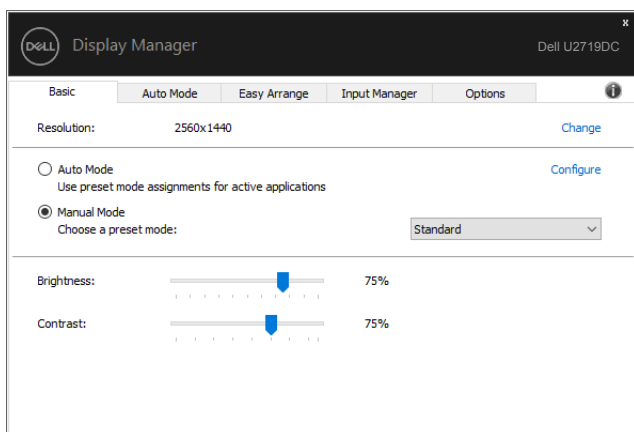 x
DELL Display Manager Dell U2719DC
Basic Auto Mode Easy Arrange Input Manager Options i
Resolution: 2560x1440 Change
Auto Mode Configure
Use preset mode assignments for active applications
Manual Mode
Choose a preset mode: Standard
Brightness: 75%
Contrast: 75%